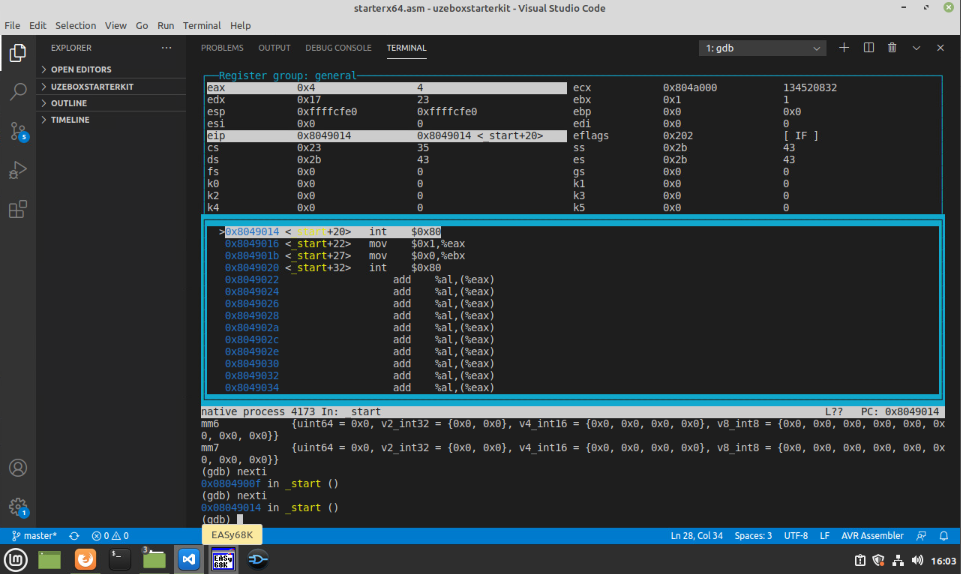 starterx64.asm - uzeboxstarterkit - Visual Studio Code
File Edit Selection View Go Run Terminal Help
EXPLORER ···
PROBLEMS OUTPUT DEBUG CONSOLE TERMINAL
1: gdb
OPEN EDITORS
UZEBOXSTARTERKIT
OUTLINE
TIMELINE
Register group: general
eax 0x4 4 ecx 0x804a000 134520832
edx 0x17 23 ebx 0x1 1
esp 0xffffcfe0 0xffffcfe0 ebp 0x0 0x0
esi 0x0 0 edi 0x0 0
eip 0x8049014 0x8049014 <_start+20> eflags 0x202 [ IF ]
cs 0x23 35 ss 0x2b 43
ds 0x2b 43 es 0x2b 43
fs 0x0 0 gs 0x0 0
k0 0x0 0 k1 0x0 0
k2 0x0 0 k3 0x0 0
k4 0x0 0 k5 0x0 0
>0x8049014 <_start+20> int $0x80
0x8049016 <_start+22> mov $0x1,%eax
0x804901b <_start+27> mov $0x0,%ebx
0x8049020 <_start+32> int $0x80
0x8049022 add %al,(%eax)
0x8049024 add %al,(%eax)
0x8049026 add %al,(%eax)
0x8049028 add %al,(%eax)
0x804902a add %al,(%eax)
0x804902c add %al,(%eax)
0x804902e add %al,(%eax)
0x8049030 add %al,(%eax)
0x8049032 add %al,(%eax)
0x8049034 add %al,(%eax)
native process 4173 In: _start L?? PC: 0x8049014
mm6 {uint64 = 0x0, v2_int32 = {0x0, 0x0}, v4_int16 = {0x0, 0x0, 0x0, 0x0}, v8_int8 = {0x0, 0x0, 0x0, 0x0, 0x0, 0x
0, 0x0, 0x0}}
mm7 {uint64 = 0x0, v2_int32 = {0x0, 0x0}, v4_int16 = {0x0, 0x0, 0x0, 0x0}, v8_int8 = {0x0, 0x0, 0x0, 0x0, 0x0, 0x
0, 0x0, 0x0}}
(gdb) nexti
0x0804900f in _start ()
(gdb) nexti
0x08049014 in _start ()
(gdb)
5
1
master* 0 0 Ln 28, Col 34 Spaces: 3 UTF-8 LF AVR Assembler
EASy68K
3
EASy
68K
16:03